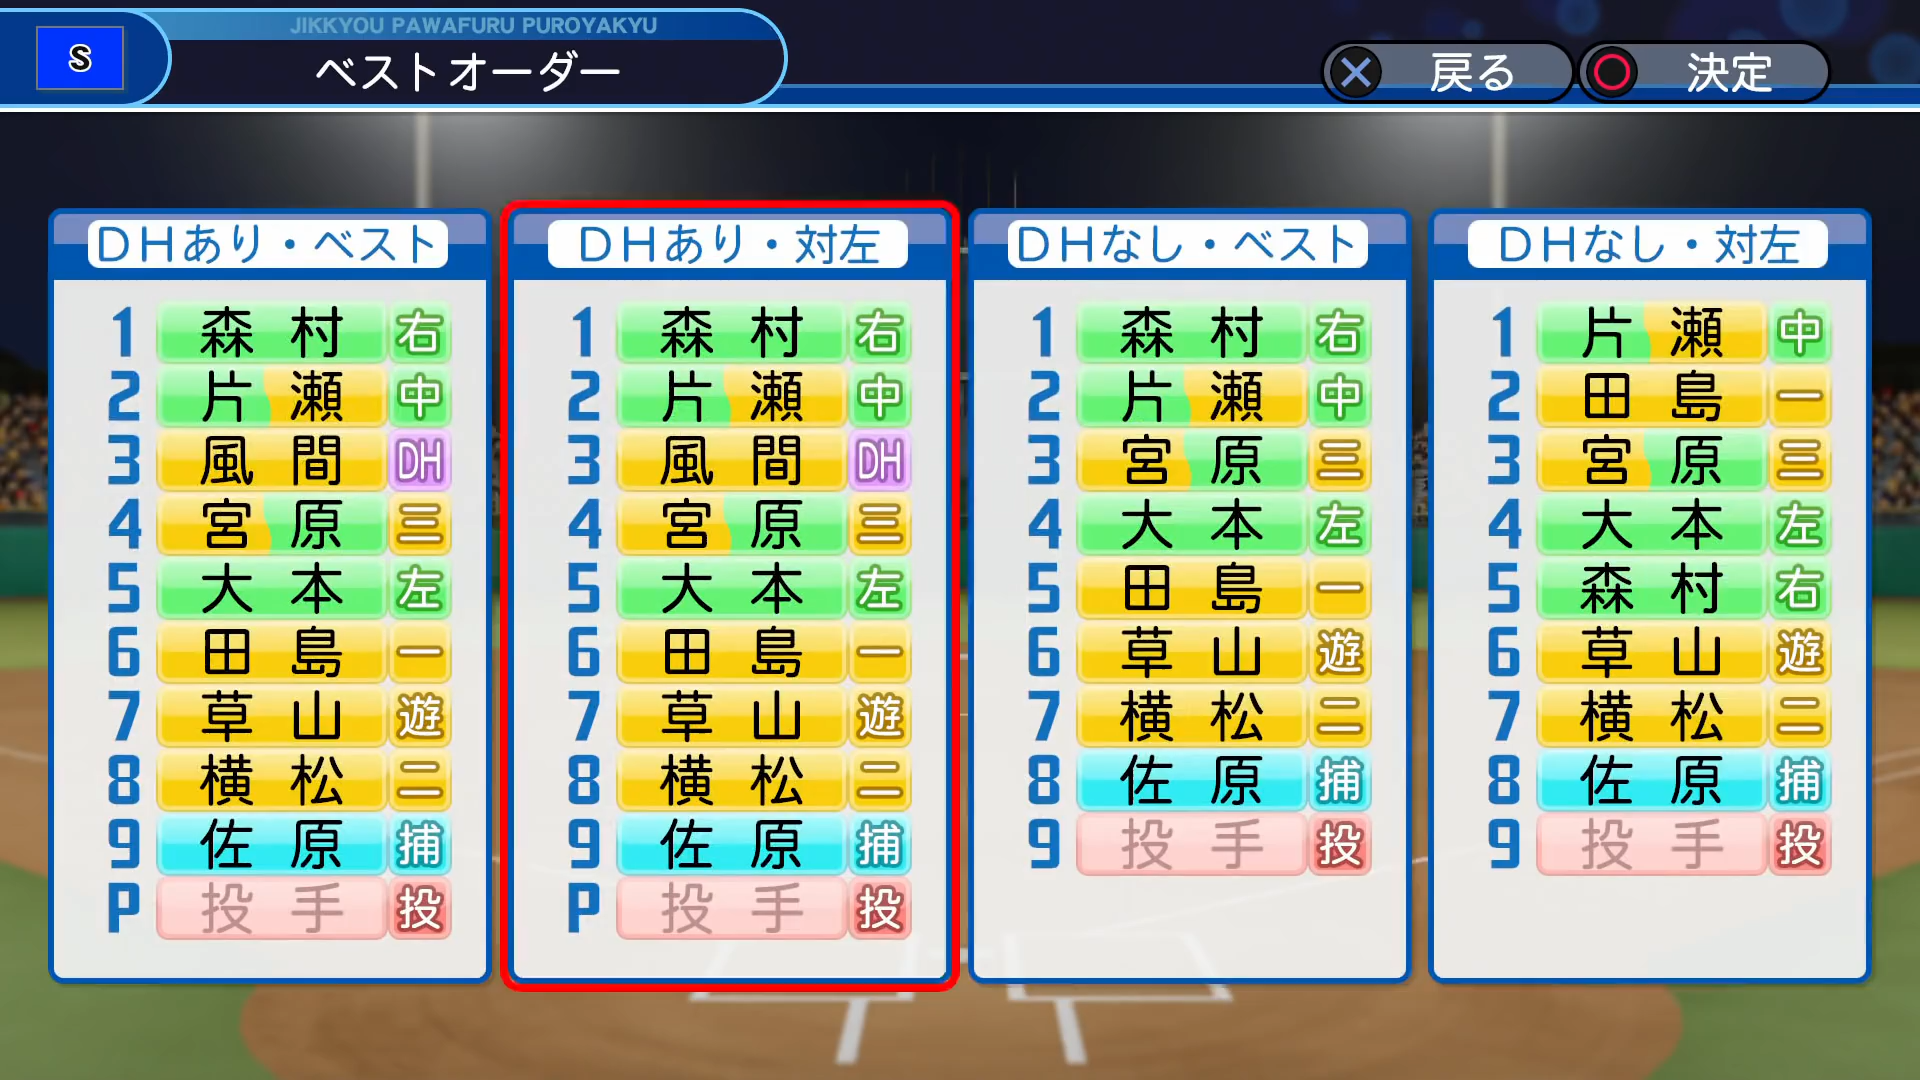 S
JIKKYOU PAWAFURU PUROYAKYU
ベストオーダー
戻る
決定
DHあり・ベスト
1 森村 右
2 片瀬 中
3 風間 DH
4 宮原 三
5 大本 左
6 田島 一
7 草山 遊
8 横松 二
9 佐原 捕
P 投手 投
DHあり・対左
1 森村 右
2 片瀬 中
3 風間 DH
4 宮原 三
5 大本 左
6 田島 一
7 草山 遊
8 横松 二
9 佐原 捕
P 投手 投
DHなし・ベスト
1 森村 右
2 片瀬 中
3 宮原 三
4 大本 左
5 田島 一
6 草山 遊
7 横松 二
8 佐原 捕
9 投手 投
DHなし・対左
1 片瀬 中
2 田島 一
3 宮原 三
4 大本 左
5 森村 右
6 草山 遊
7 横松 二
8 佐原 捕
9 投手 投